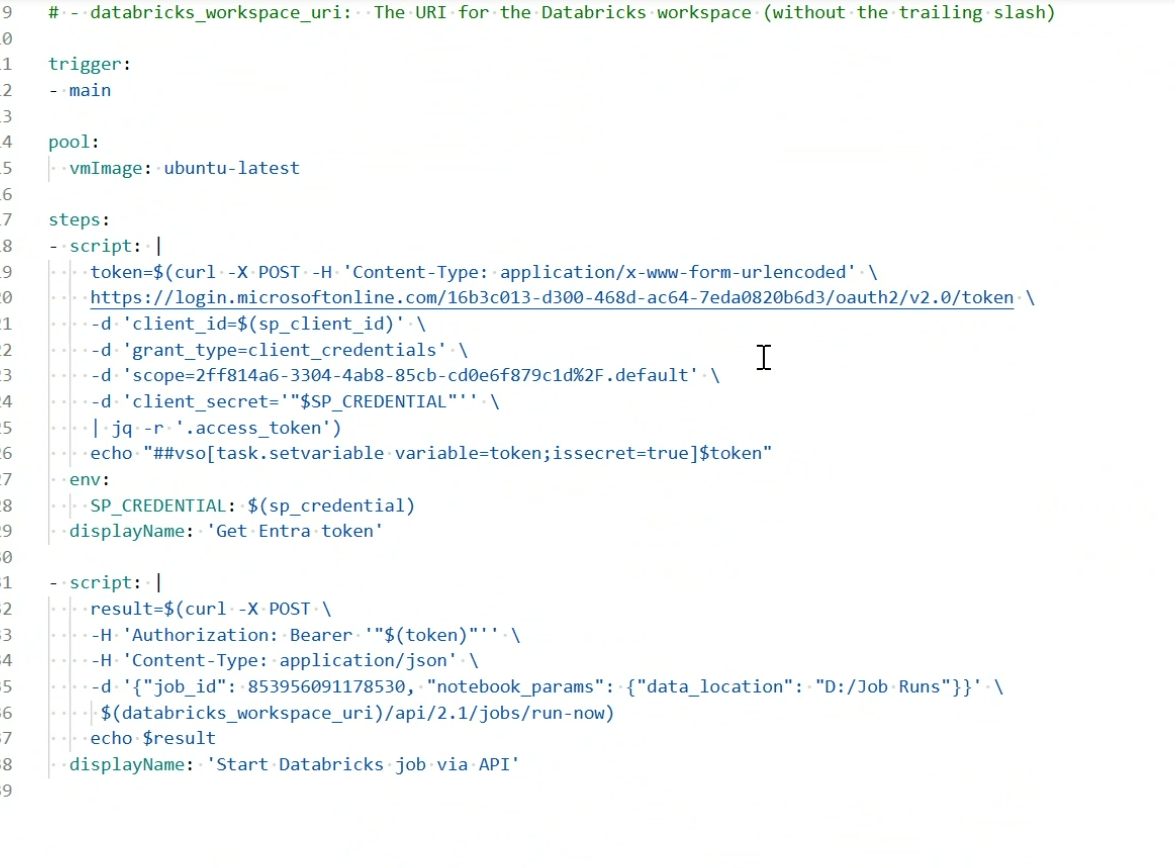 9 # - databricks_workspace_uri: The URI for the Databricks workspace (without the trailing slash)
0
1 trigger:
2 - main
3
4 pool:
5 vmImage: ubuntu-latest
6
7 steps:
8 - script: |
9 token=$(curl -X POST -H 'Content-Type: application/x-www-form-urlencoded' \
0 https://login.microsoftonline.com/16b3c013-d300-468d-ac64-7eda0820b6d3/oauth2/v2.0/token \
1 -d 'client_id=$(sp_client_id)' \
2 -d 'grant_type=client_credentials' \
3 -d 'scope=2ff814a6-3304-4ab8-85cb-cd0e6f879c1d%2F.default' \
4 -d 'client_secret='"$SP_CREDENTIAL"'' \
5 | jq -r '.access_token')
6 echo "##vso[task.setvariable variable=token;issecret=true]$token"
7 env:
8 SP_CREDENTIAL: $(sp_credential)
9 displayName: 'Get Entra token'
0
1 - script: |
2 result=$(curl -X POST \
3 -H 'Authorization: Bearer '"$(token)"'' \
4 -H 'Content-Type: application/json' \
5 -d '{"job_id": 853956091178530, "notebook_params": {"data_location": "D:/Job Runs"}}' \
6 $(databricks_workspace_uri)/api/2.1/jobs/run-now)
7 echo $result
8 displayName: 'Start Databricks job via API'
9